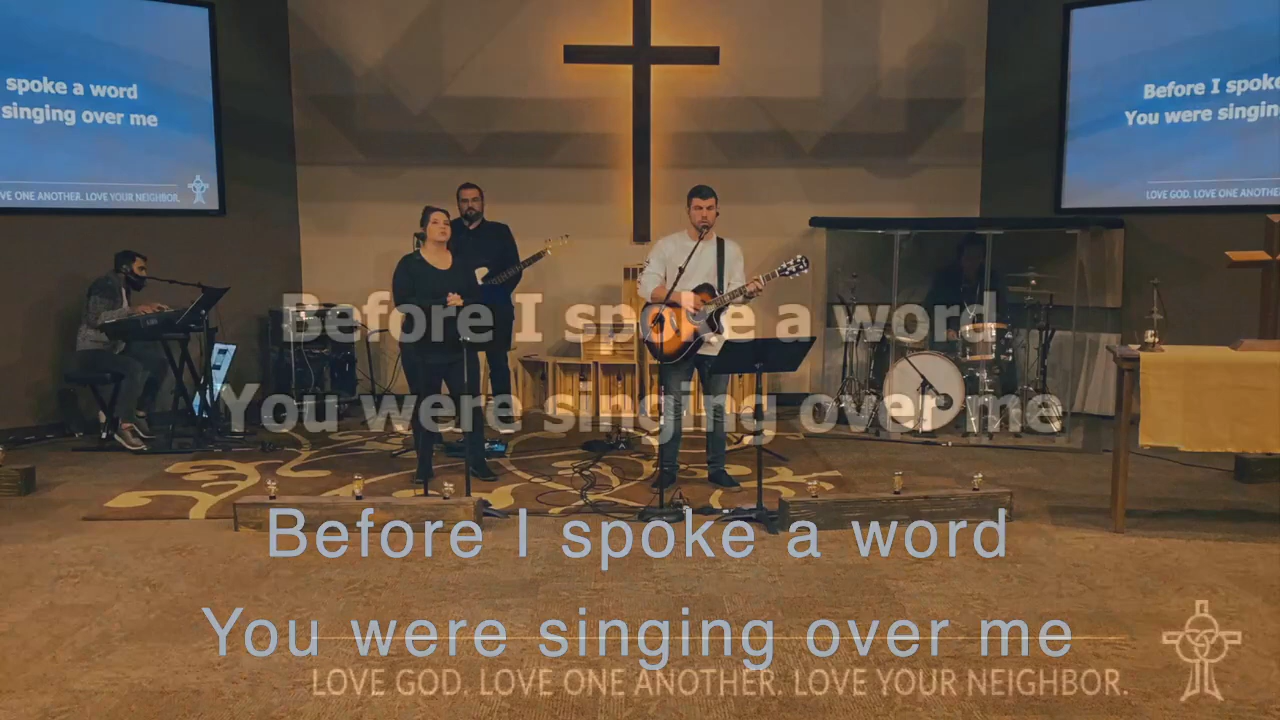 spoke a word
singing over me
VE ONE ANOTHER. LOVE YOUR NEIGHBOR.
Before I spoke
You were singin
LOVE GOD. LOVE ONE ANOTHE
Before I spoke a word
You were singing over me
Before I spoke a word
You were singing over me
LOVE GOD. LOVE ONE ANOTHER. LOVE YOUR NEIGHBOR.